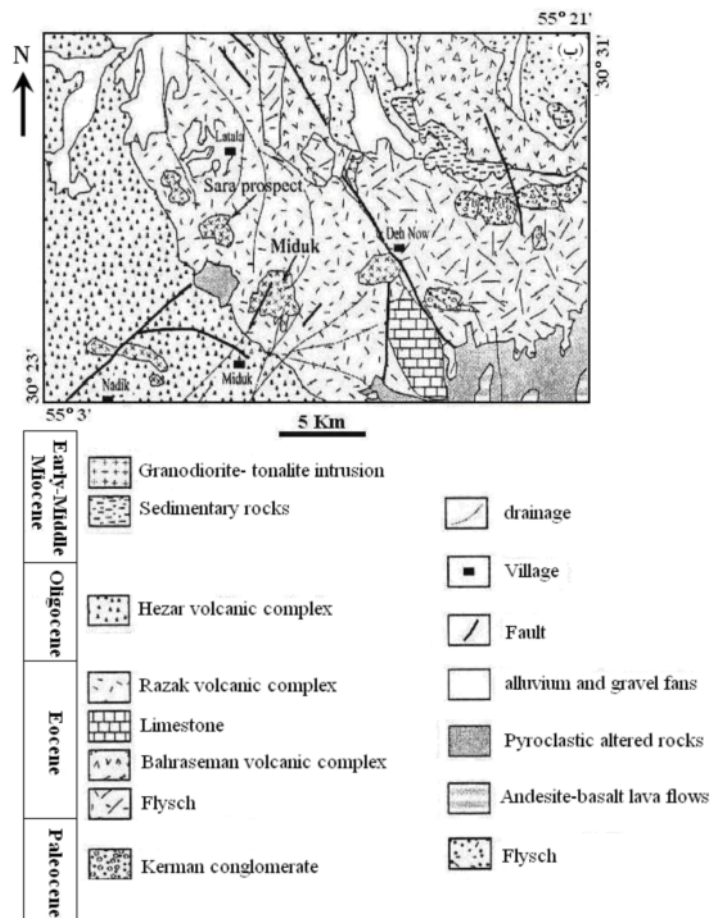 55° 21'
N
(ب)
30° 31'
Latala
Sara prospect
Miduk
Deh Now
Nadik
Miduk
30° 23'
55° 3'
5 Km
Early-Middle
Miocene
Granodiorite- tonalite intrusion
Sedimentary rocks
Oligocene
Hezar volcanic complex
Eocene
Razak volcanic complex
Limestone
Bahraseman volcanic complex
Flysch
Paleocene
Kerman conglomerate
drainage
Village
Fault
alluvium and gravel fans
Pyroclastic altered rocks
Andesite-basalt lava flows
Flysch